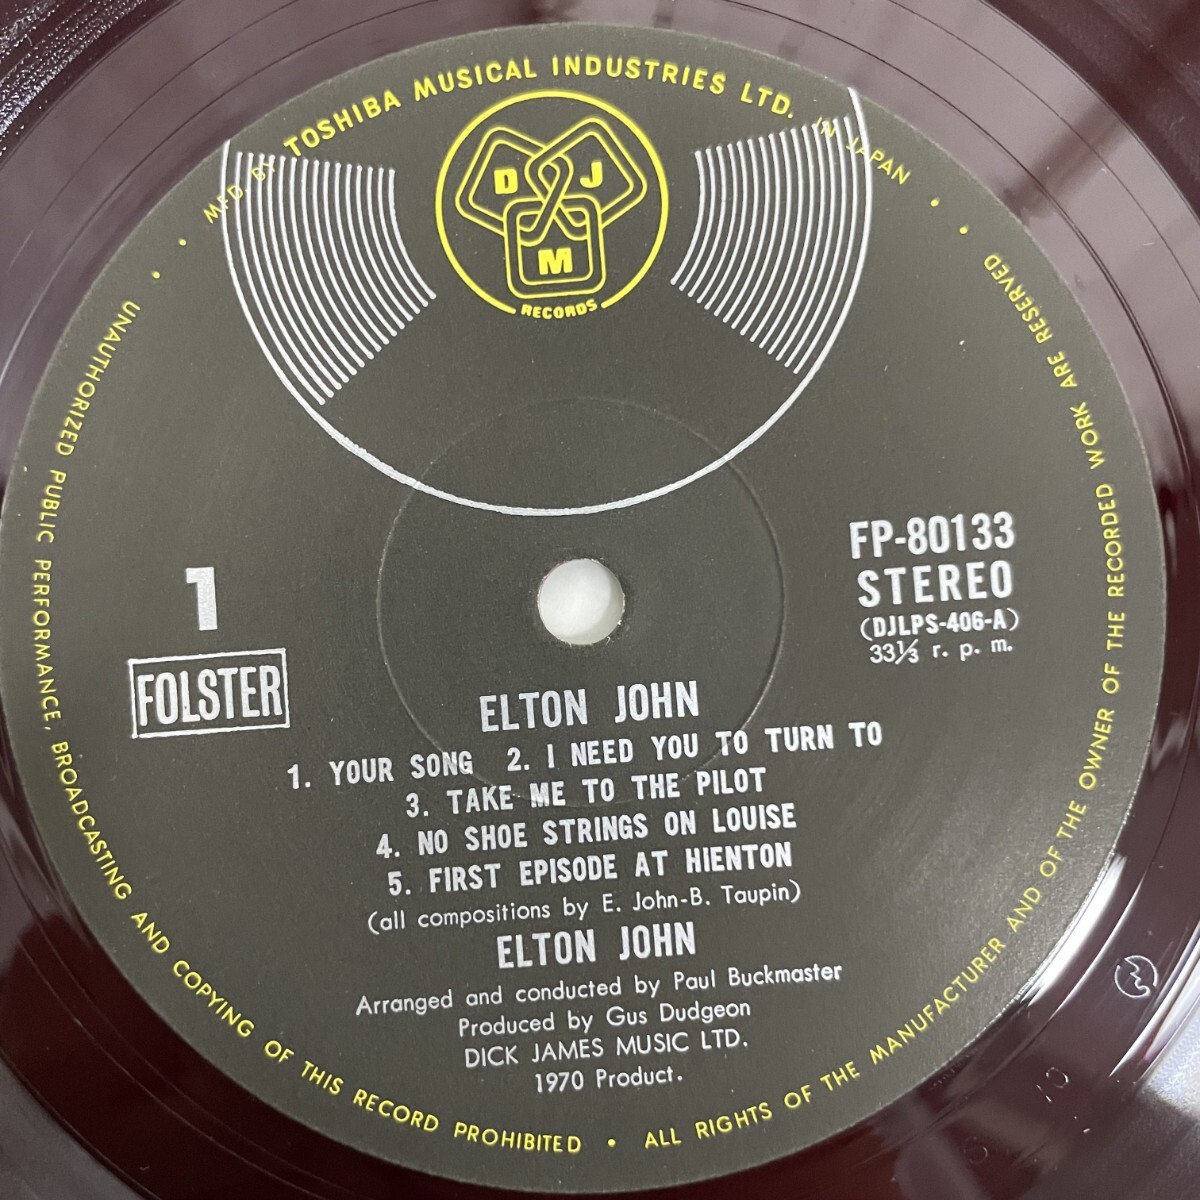 MFD. BY TOSHIBA MUSICAL INDUSTRIES LTD. IN JAPAN
D J M
RECORDS
FP-80133
STEREO
(DJLPS-406-A)
33⅓ r. p. m.
1
FOLSTER
ELTON JOHN
1. YOUR SONG 2. I NEED YOU TO TURN TO
3. TAKE ME TO THE PILOT
4. NO SHOE STRINGS ON LOUISE
5. FIRST EPISODE AT HIENTON
(all compositions by E. John-B. Taupin)
ELTON JOHN
Arranged and conducted by Paul Buckmaster
Produced by Gus Dudgeon
DICK JAMES MUSIC LTD.
1970 Product.
UNAUTHORIZED PUBLIC PERFORMANCE, BROADCASTING AND COPYING OF THIS RECORD PROHIBITED • ALL RIGHTS OF THE MANUFACTURER AND OF THE OWNER OF THE RECORDED WORK ARE RESERVED